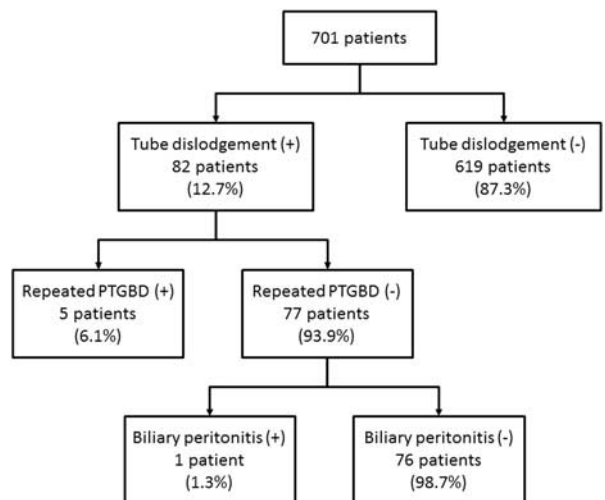 701 patients
Tube dislodgement (+)
82 patients
(12.7%)
Tube dislodgement (-)
619 patients
(87.3%)
Repeated PTGBD (+)
5 patients
(6.1%)
Repeated PTGBD (-)
77 patients
(93.9%)
Biliary peritonitis (+)
1 patient
(1.3%)
Biliary peritonitis (-)
76 patients
(98.7%)